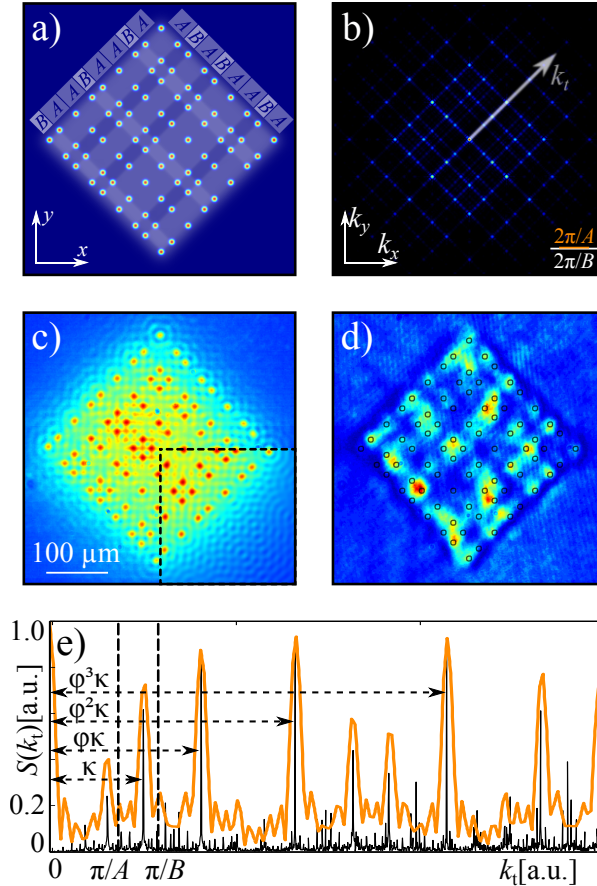 a)
B A A B A A B A
A B A A B A B A
y
x
b)
k_t
k_y
k_x
2π/A
2π/B
c)
100 μm
d)
e)
1.0
0.2
0
S(k_t)[a.u.]
φ³κ
φ²κ
φκ
κ
0
π/A
π/B
k_t[a.u.]